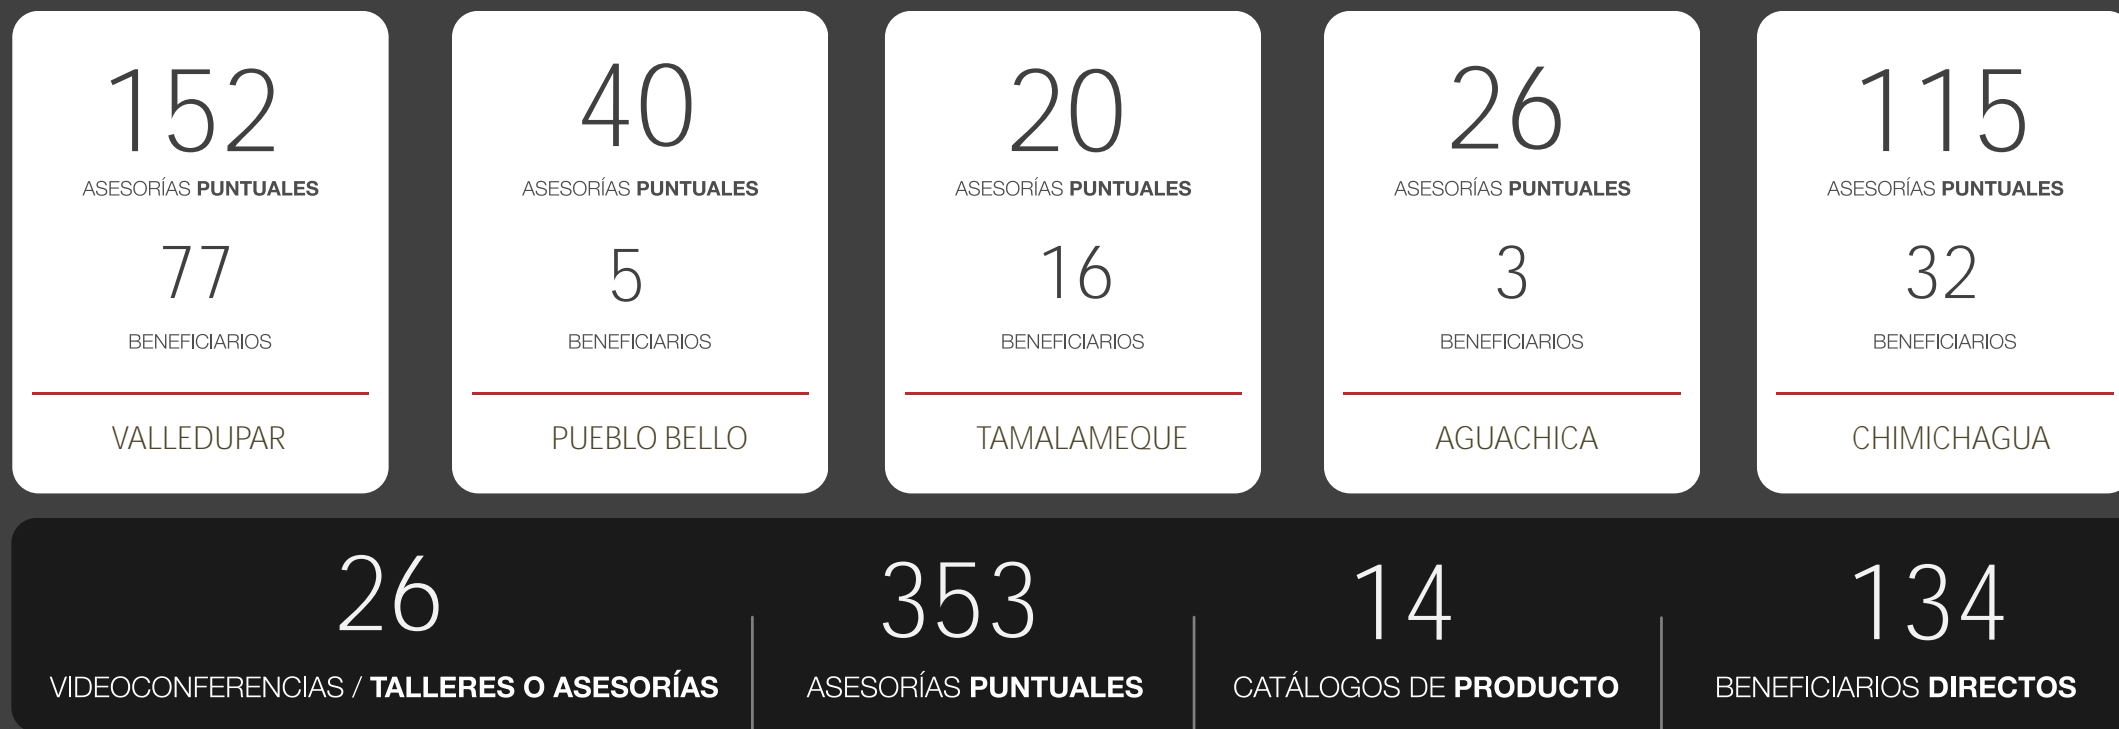 152
ASESORÍAS PUNTUALES
77
BENEFICIARIOS
VALLEDUPAR
40
ASESORÍAS PUNTUALES
5
BENEFICIARIOS
PUEBLO BELLO
20
ASESORÍAS PUNTUALES
16
BENEFICIARIOS
TAMALAMEQUE
26
ASESORÍAS PUNTUALES
3
BENEFICIARIOS
AGUACHICA
115
ASESORÍAS PUNTUALES
32
BENEFICIARIOS
CHIMICHAGUA
26
VIDEOCONFERENCIAS / TALLERES O ASESORÍAS
353
ASESORÍAS PUNTUALES
14
CATÁLOGOS DE PRODUCTO
134
BENEFICIARIOS DIRECTOS